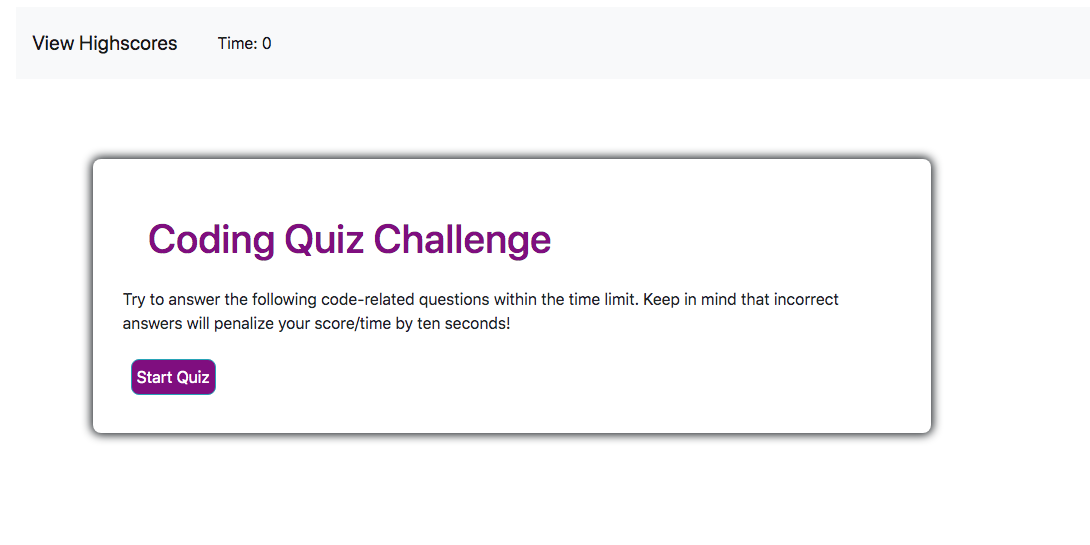 View Highscores Time: 0
Coding Quiz Challenge
Try to answer the following code-related questions within the time limit. Keep in mind that incorrect
answers will penalize your score/time by ten seconds!
Start Quiz